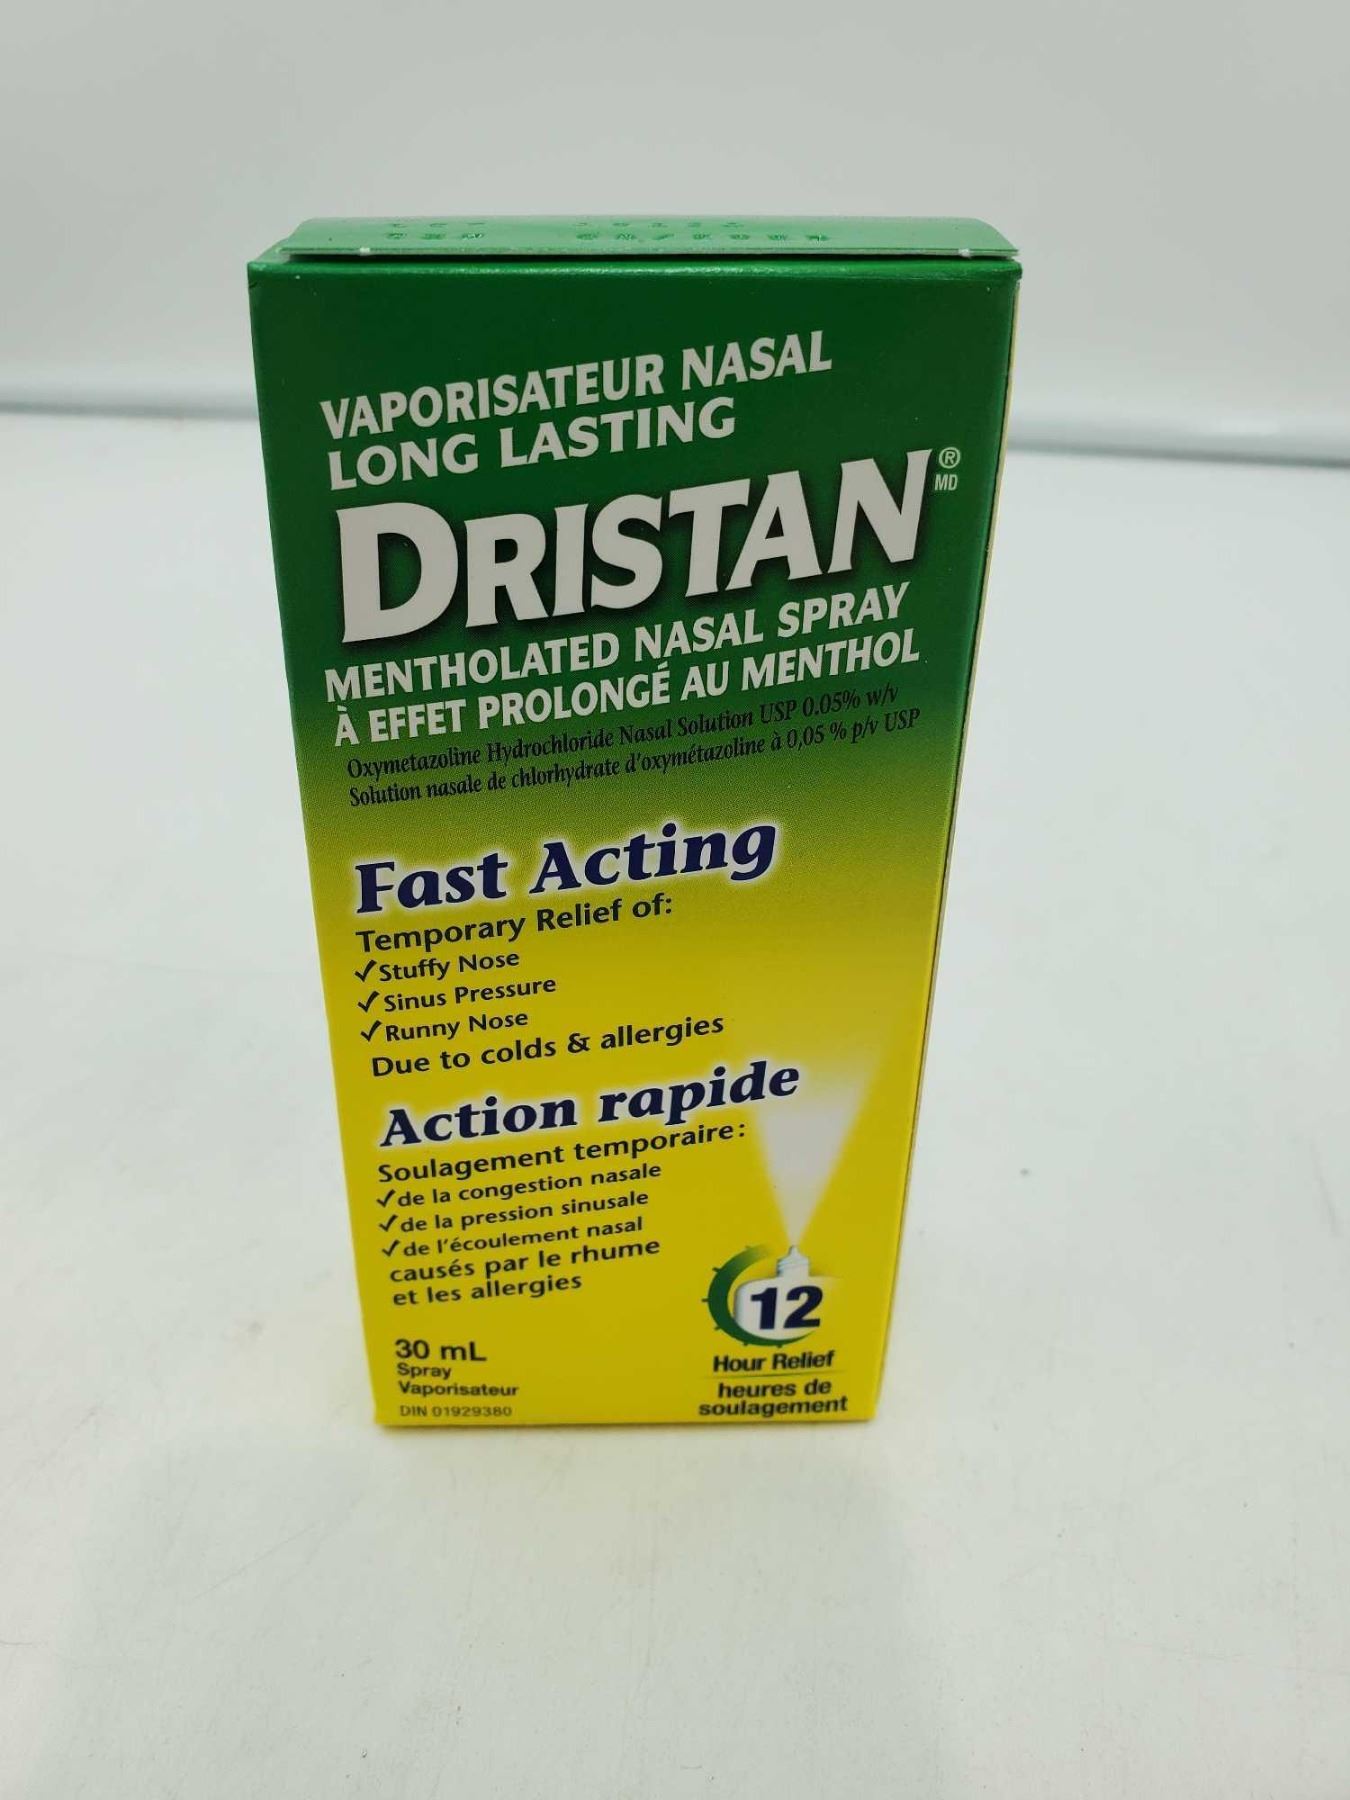 VAPORISATEUR NASAL
LONG LASTING
DRISTAN®
MD
MENTHOLATED NASAL SPRAY
À EFFET PROLONGÉ AU MENTHOL
Oxymetazoline Hydrochloride Nasal Solution USP 0.05% w/v
Solution nasale de chlorhydrate d'oxymétazoline à 0,05 % p/v USP
Fast Acting
Temporary Relief of:
✓Stuffy Nose
✓Sinus Pressure
✓Runny Nose
Due to colds & allergies
Action rapide
Soulagement temporaire:
✓de la congestion nasale
✓de la pression sinusale
✓de l'écoulement nasal
causés par le rhume
et les allergies
30 mL
Spray
Vaporisateur
DIN 01929380
12
Hour Relief
heures de
soulagement